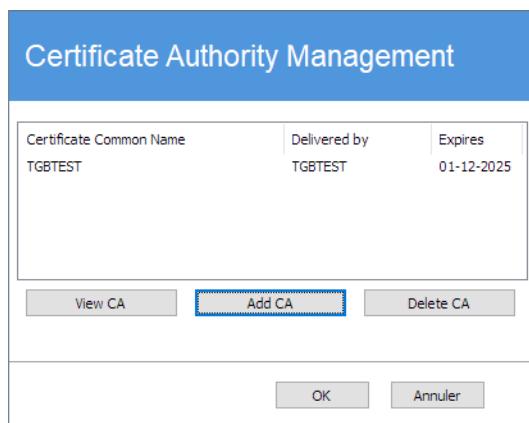 Certificate Authority Management
Certificate Common Name Delivered by Expires
TGBTEST TGBTEST 01-12-2025
View CA Add CA Delete CA
OK Annuler